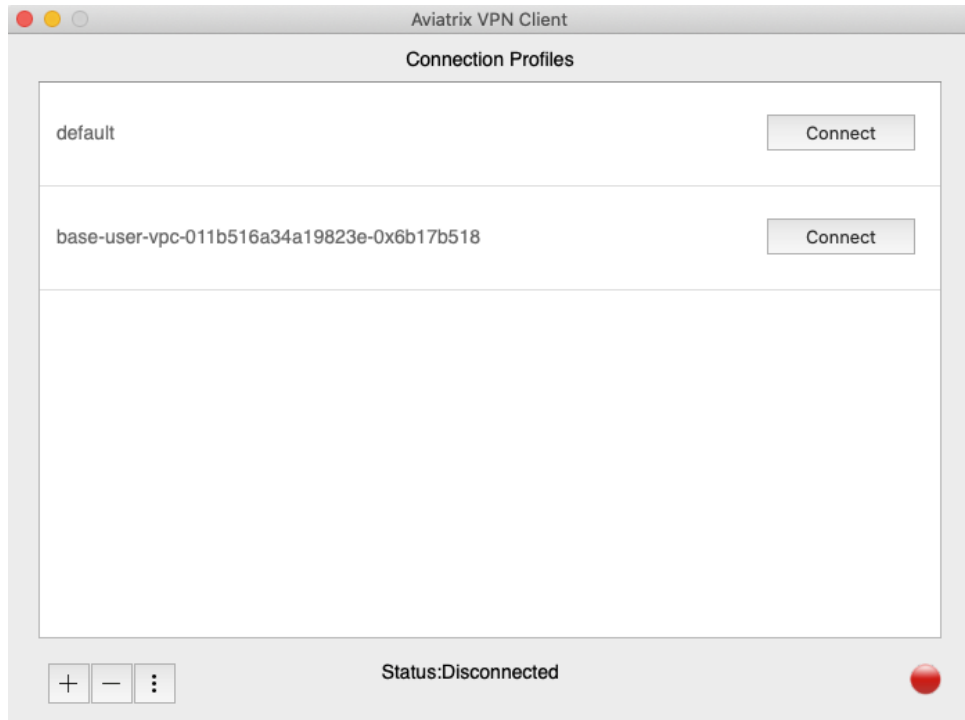 Aviatrix VPN Client
Connection Profiles
default
Connect
base-user-vpc-011b516a34a19823e-0x6b17b518
Connect
Status:Disconnected